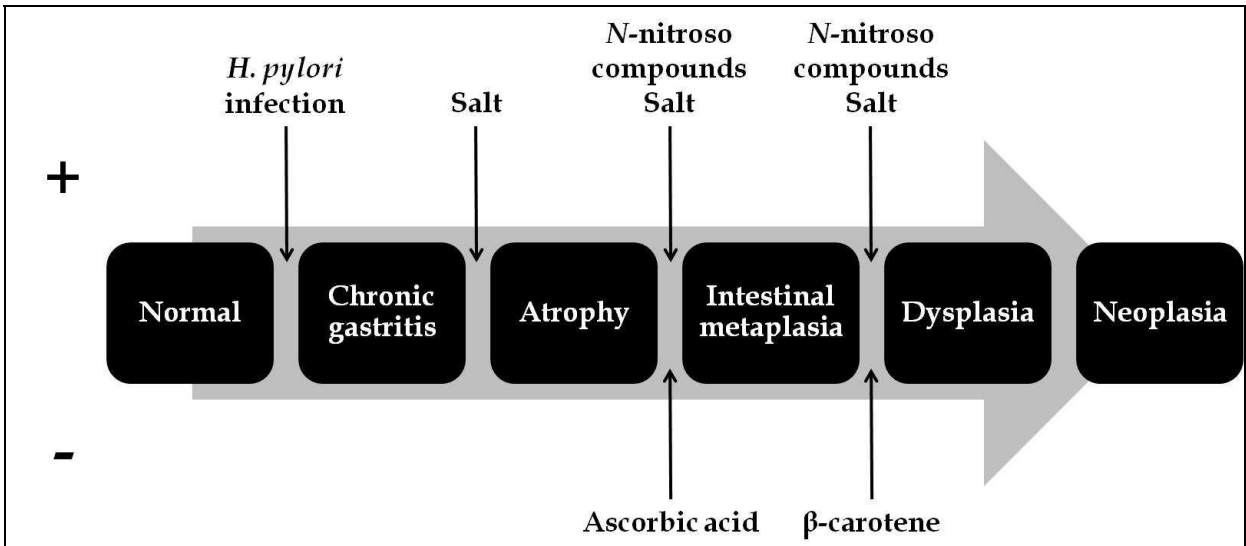 H. pylori
infection
Salt
N-nitroso
compounds
Salt
N-nitroso
compounds
Salt
+
Normal
Chronic
gastritis
Atrophy
Intestinal
metaplasia
Dysplasia
Neoplasia
-
Ascorbic acid
β-carotene